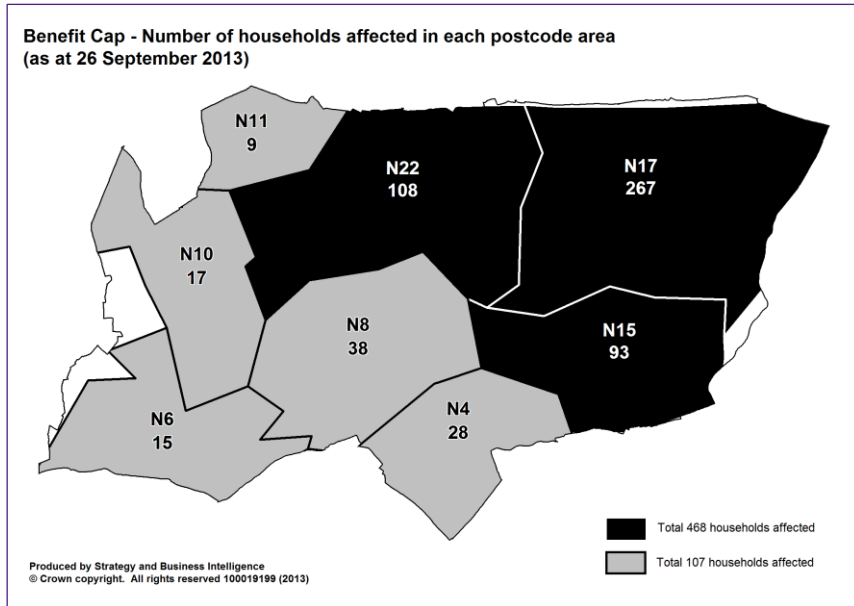 Benefit Cap - Number of households affected in each postcode area
(as at 26 September 2013)
N11
9
N22
108
N17
267
N10
17
N8
38
N15
93
N6
15
N4
28
Total 468 households affected
Total 107 households affected
Produced by Strategy and Business Intelligence
© Crown copyright. All rights reserved 100019199 (2013)